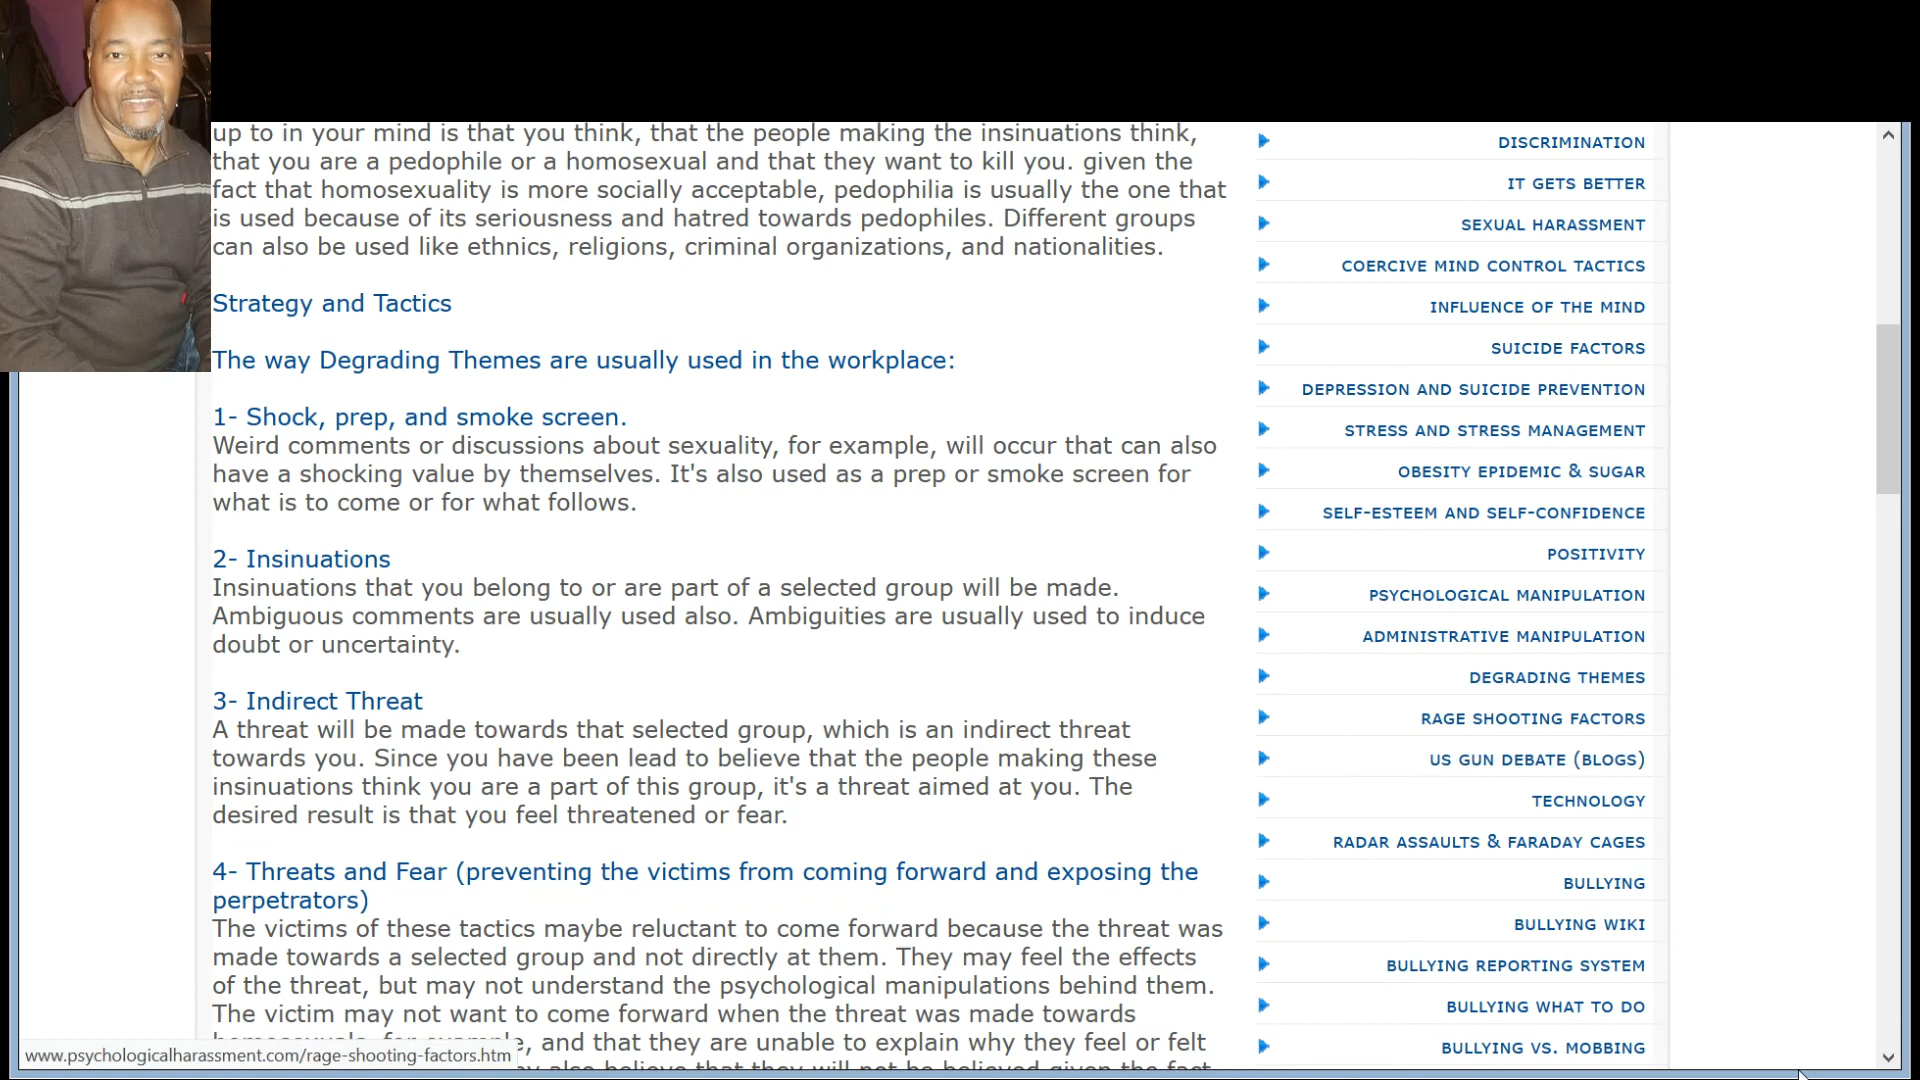 up to in your mind is that you think, that the people making the insinuations think,
that you are a pedophile or a homosexual and that they want to kill you. given the
fact that homosexuality is more socially acceptable, pedophilia is usually the one that
is used because of its seriousness and hatred towards pedophiles. Different groups
can also be used like ethnics, religions, criminal organizations, and nationalities.
Strategy and Tactics
The way Degrading Themes are usually used in the workplace:
1- Shock, prep, and smoke screen.
Weird comments or discussions about sexuality, for example, will occur that can also
have a shocking value by themselves. It's also used as a prep or smoke screen for
what is to come or for what follows.
2- Insinuations
Insinuations that you belong to or are part of a selected group will be made.
Ambiguous comments are usually used also. Ambiguities are usually used to induce
doubt or uncertainty.
3- Indirect Threat
A threat will be made towards that selected group, which is an indirect threat
towards you. Since you have been lead to believe that the people making these
insinuations think you are a part of this group, it's a threat aimed at you. The
desired result is that you feel threatened or fear.
4- Threats and Fear (preventing the victims from coming forward and exposing the
perpetrators)
The victims of these tactics maybe reluctant to come forward because the threat was
made towards a selected group and not directly at them. They may feel the effects
of the threat, but may not understand the psychological manipulations behind them.
The victim may not want to come forward when the threat was made towards
and that they are unable to explain why they feel or felt
also believe that they will not be believed given the fact
www.psychologicalharassment.com/rage-shooting-factors.htm
DISCRIMINATION
IT GETS BETTER
SEXUAL HARASSMENT
COERCIVE MIND CONTROL TACTICS
INFLUENCE OF THE MIND
SUICIDE FACTORS
DEPRESSION AND SUICIDE PREVENTION
STRESS AND STRESS MANAGEMENT
OBESITY EPIDEMIC & SUGAR
SELF-ESTEEM AND SELF-CONFIDENCE
POSITIVITY
PSYCHOLOGICAL MANIPULATION
ADMINISTRATIVE MANIPULATION
DEGRADING THEMES
RAGE SHOOTING FACTORS
US GUN DEBATE (BLOGS)
TECHNOLOGY
RADAR ASSAULTS & FARADAY CAGES
BULLYING
BULLYING WIKI
BULLYING REPORTING SYSTEM
BULLYING WHAT TO DO
BULLYING VS. MOBBING